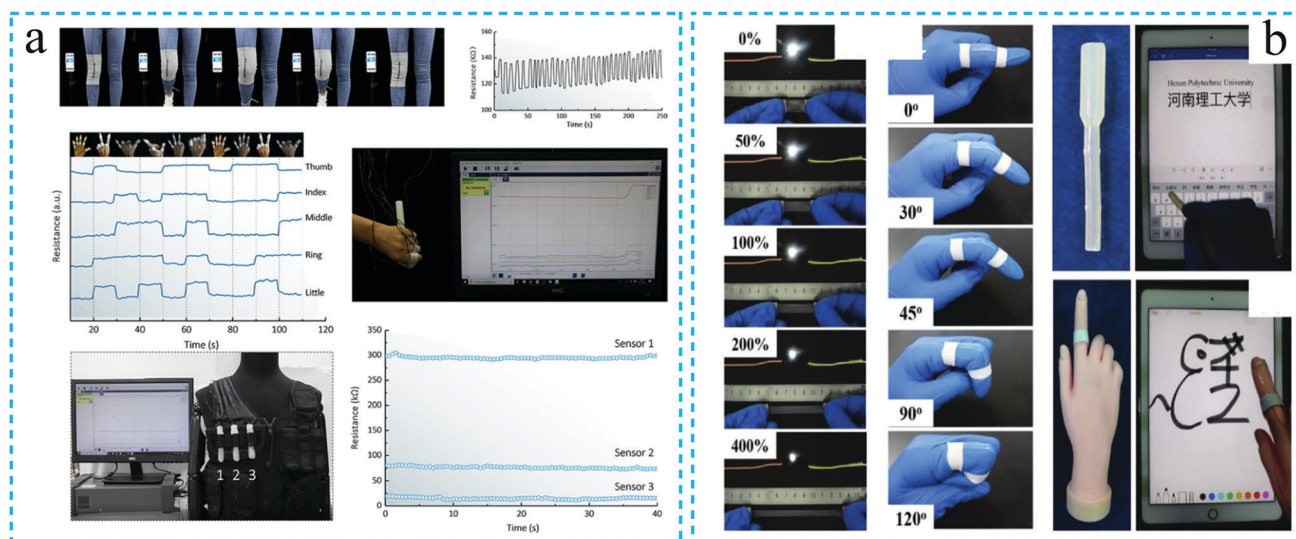 a
Resistance (KΩ)
160
140
120
100
0
50
100
150
200
250
Time (s)
Resistance (a.u.)
Thumb
Index
Middle
Ring
Little
20
40
60
80
100
120
Time (s)
1 2 3
Resistance (kΩ)
350
300
250
200
150
100
50
0
Sensor 1
Sensor 2
Sensor 3
0
10
20
30
40
Time (s)
b
0%
50%
100%
200%
400%
0°
30°
45°
90°
120°
Henan Polytechnic University
河南理工大学